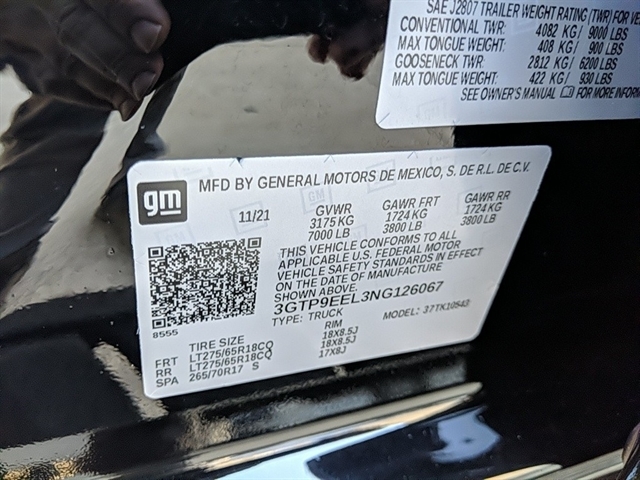 SAE J2807 TRAILER WEIGHT RATING (TWR) FOR VE
CONVENTIONAL TWR: 4082 KG/ 9000 LBS
MAX TONGUE WEIGHT: 408 KG/ 900 LBS
GOOSENECK TWR: 2812 KG/ 6200 LBS
MAX TONGUE WEIGHT: 422 KG/ 930 LBS
SEE OWNER'S MANUAL FOR MORE INFORM
gm
MFD BY GENERAL MOTORS DE MEXICO, S. DE R.L. DE C.V.
11/21 GVWR GAWR FRT GAWR RR
3175 KG 1724 KG 1724 KG
7000 LB 3800 LB 3800 LB
THIS VEHICLE CONFORMS TO ALL
APPLICABLE U.S. FEDERAL MOTOR
VEHICLE SAFETY STANDARDS IN EFFECT
ON THE DATE OF MANUFACTURE
SHOWN ABOVE.
3GTP9EEL3NG126067
TYPE: TRUCK MODEL: 37TK10543
8555
TIRE SIZE RIM
FRT LT275/65R18CQ 18X8.5J
RR LT275/65R18CQ 18X8.5J
SPA 265/70R17 S 17X8J